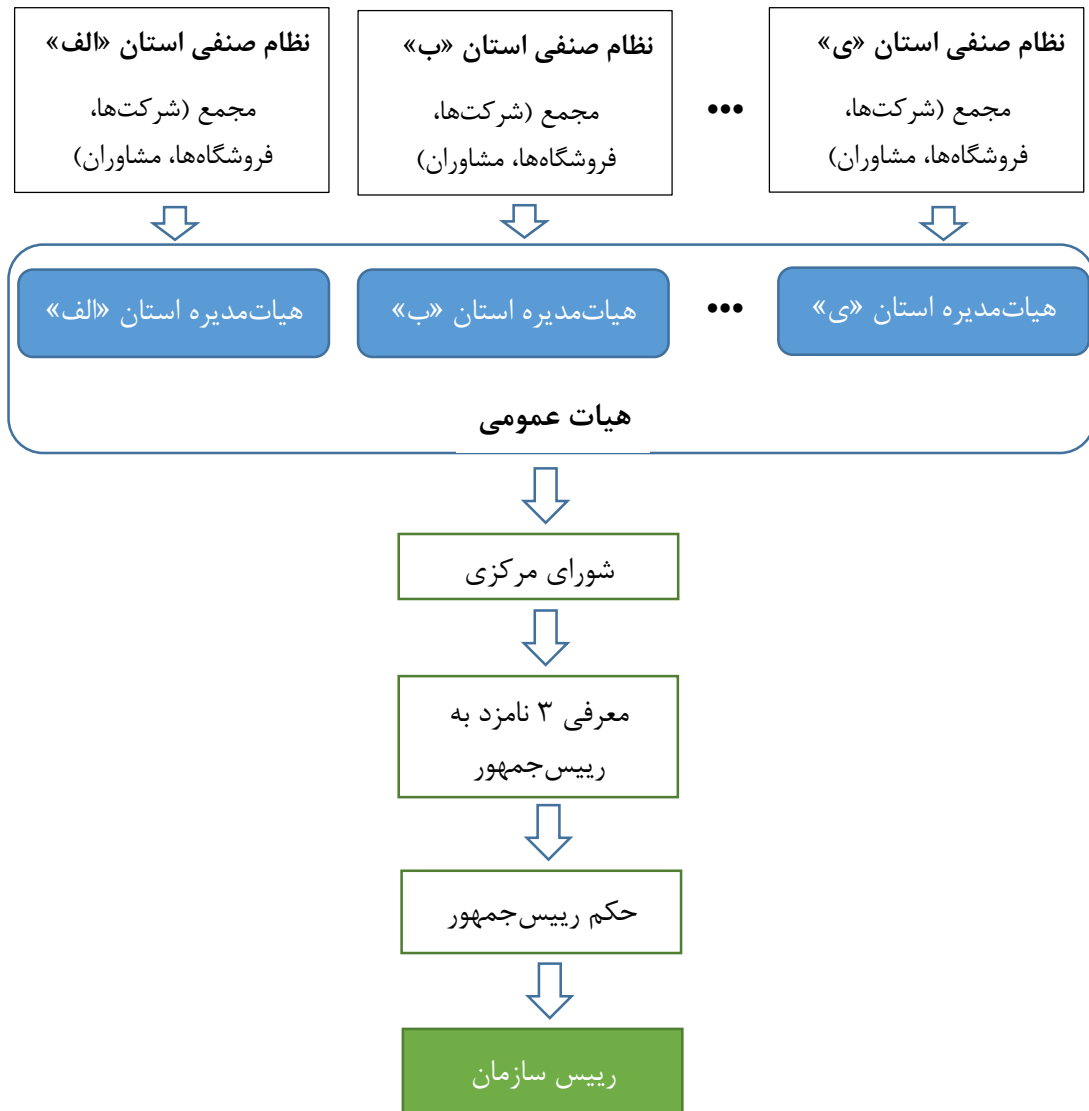 نظام صنفی استان «الف»
مجمع (شرکت‌ها،
فروشگاه‌ها، مشاوران)
نظام صنفی استان «ب»
مجمع (شرکت‌ها،
فروشگاه‌ها، مشاوران)
•••
نظام صنفی استان «ی»
مجمع (شرکت‌ها،
فروشگاه‌ها، مشاوران)
هیات‌مدیره استان «الف»
هیات‌مدیره استان «ب»
•••
هیات‌مدیره استان «ی»
هیات عمومی
شورای مرکزی
معرفی ۳ نامزد به
رییس‌جمهور
حکم رییس‌جمهور
رییس سازمان